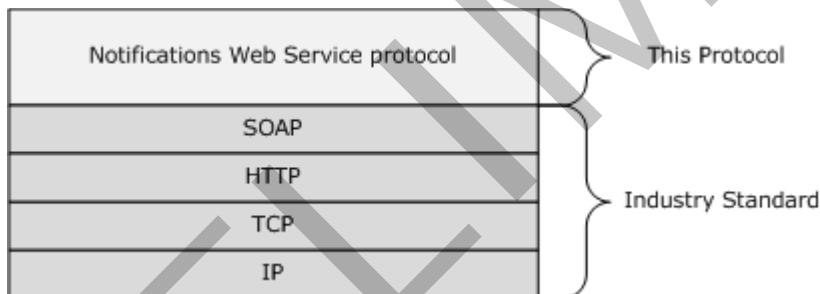 Notifications Web Service protocol
This Protocol
SOAP
HTTP
TCP
IP
Industry Standard